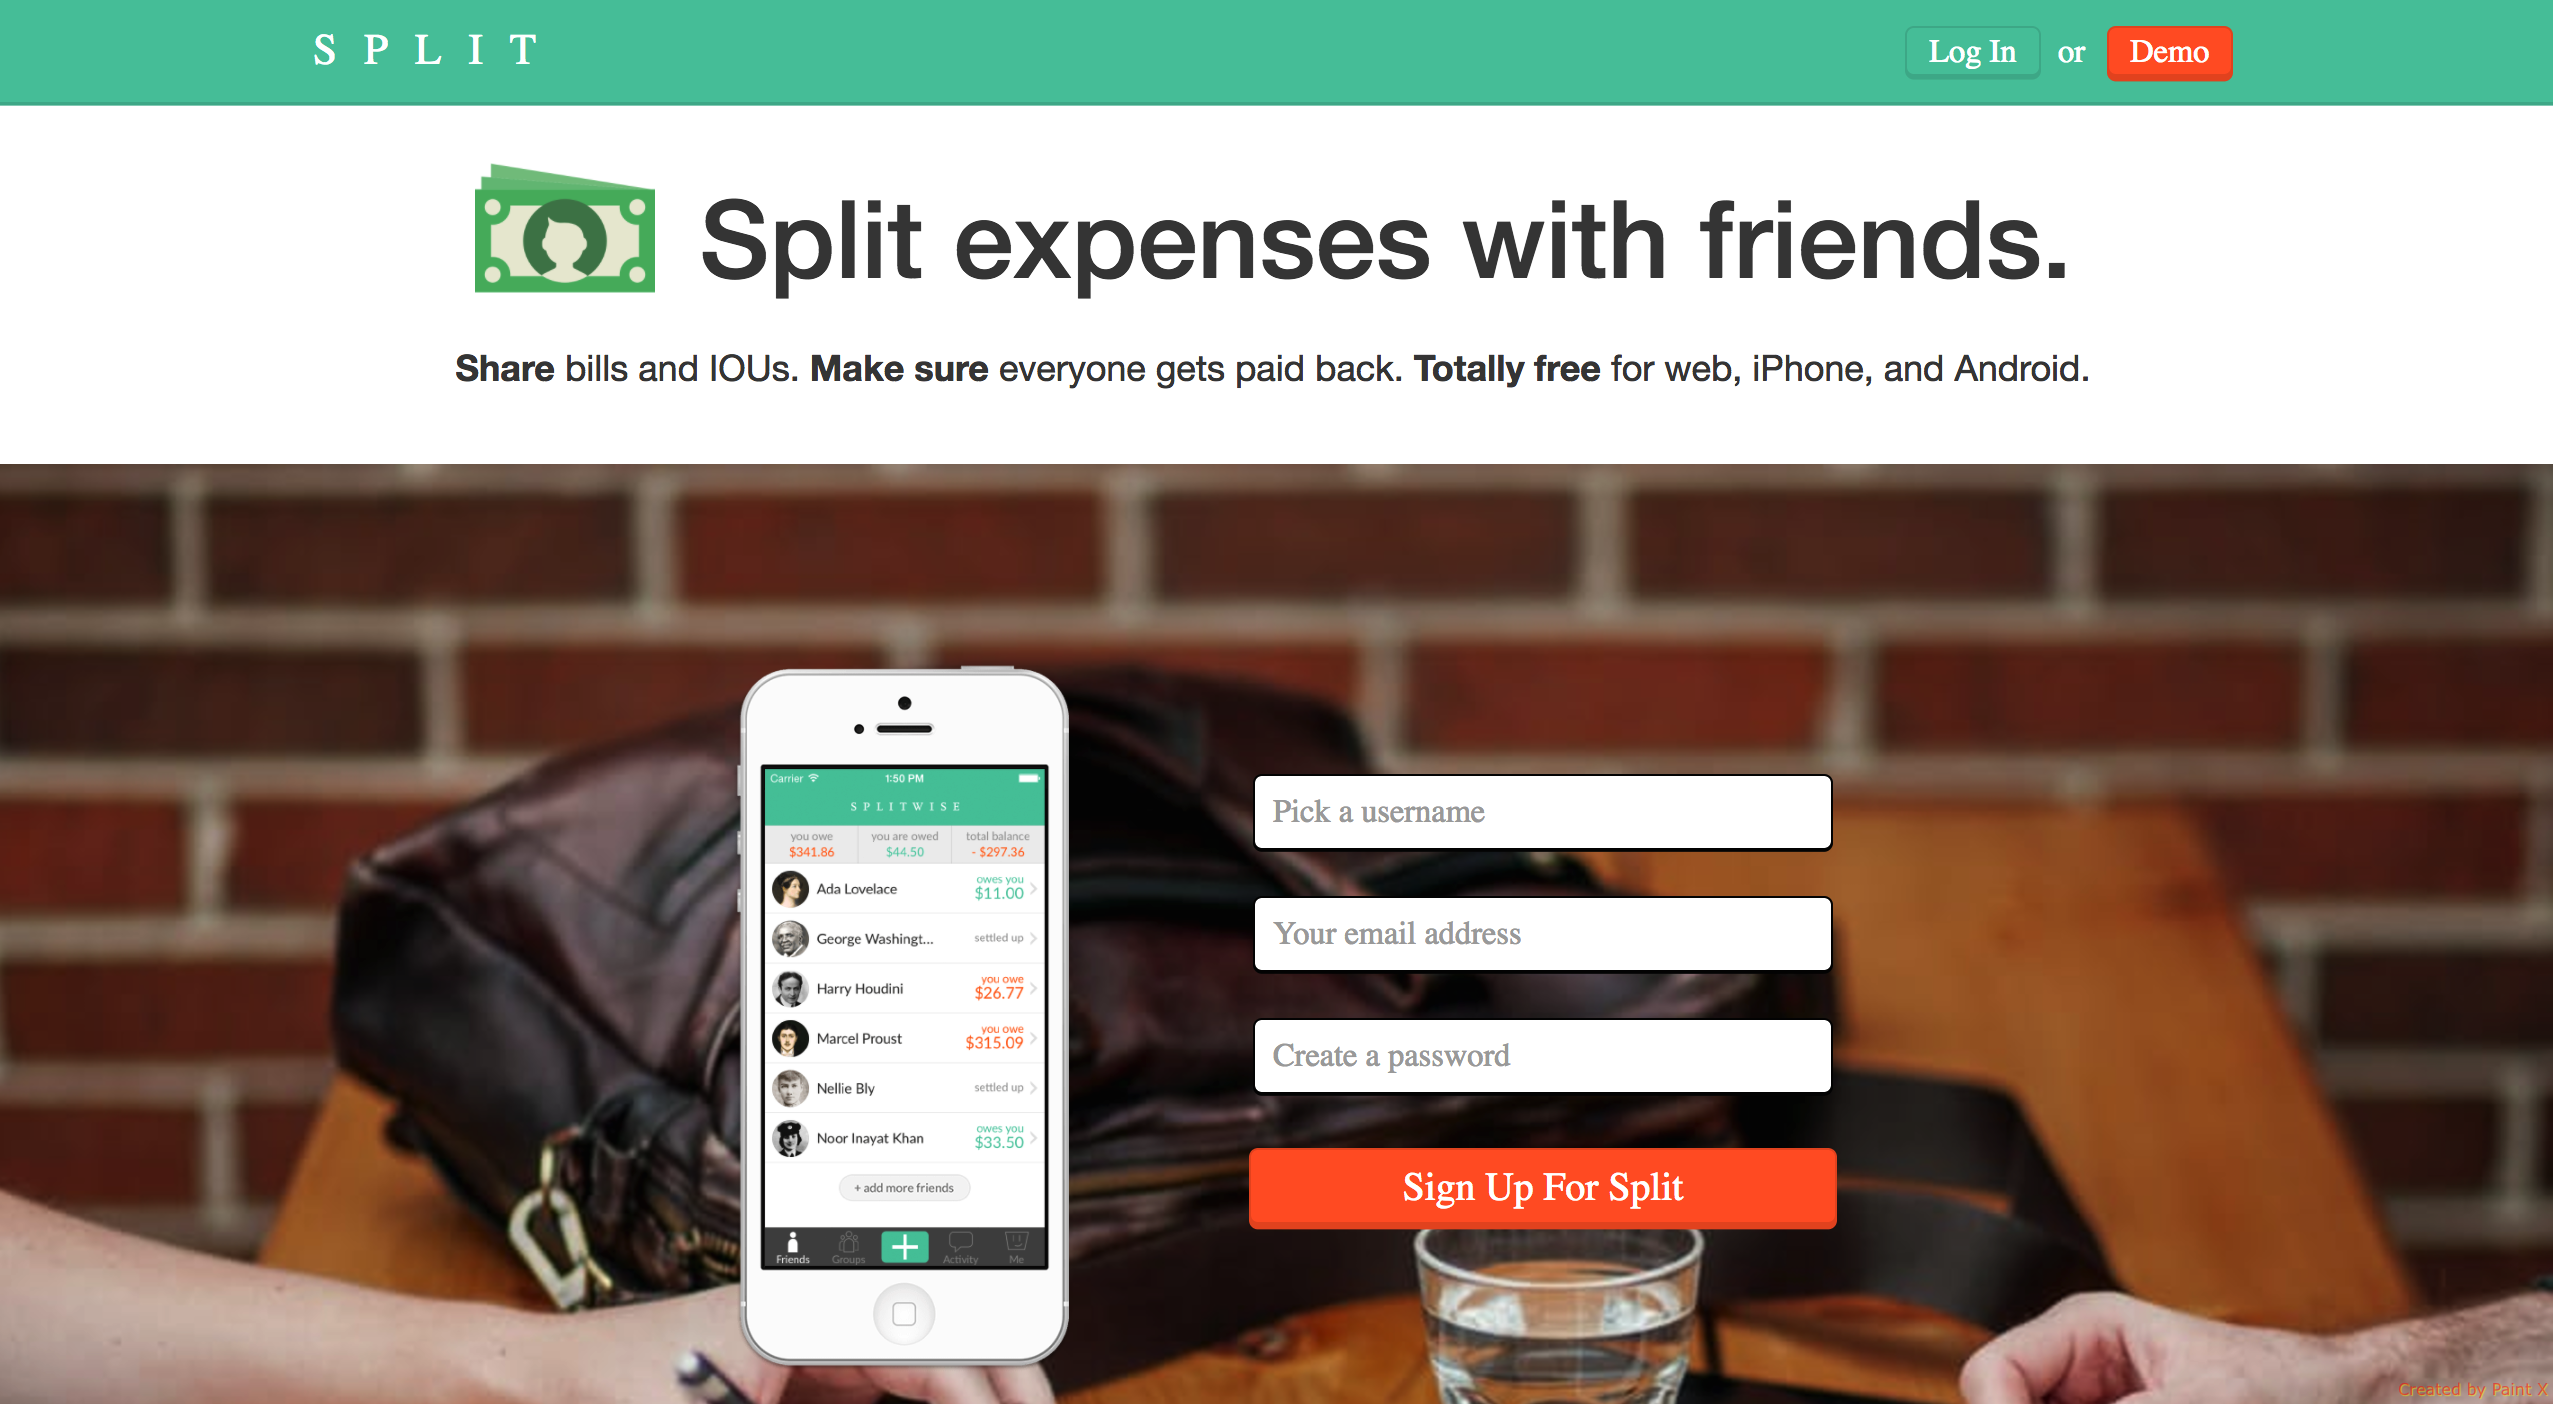 SPLIT
Log In or Demo
Split expenses with friends.
Share bills and IOUs. Make sure everyone gets paid back. Totally free for web, iPhone, and Android.
Carrier 1:50 PM
SPLITWISE
you owe you are owed total balance
$341.86 $44.50 - $297.36
owes you
Ada Lovelace $11.00
George Washingt... settled up
you owe
Harry Houdini $26.77
you owe
Marcel Proust $315.09
Nellie Bly settled up
owes you
Noor Inayat Khan $33.50
+ add more friends
Friends Groups Activity Me
Pick a username
Your email address
Create a password
Sign Up For Split
Created by Paint X